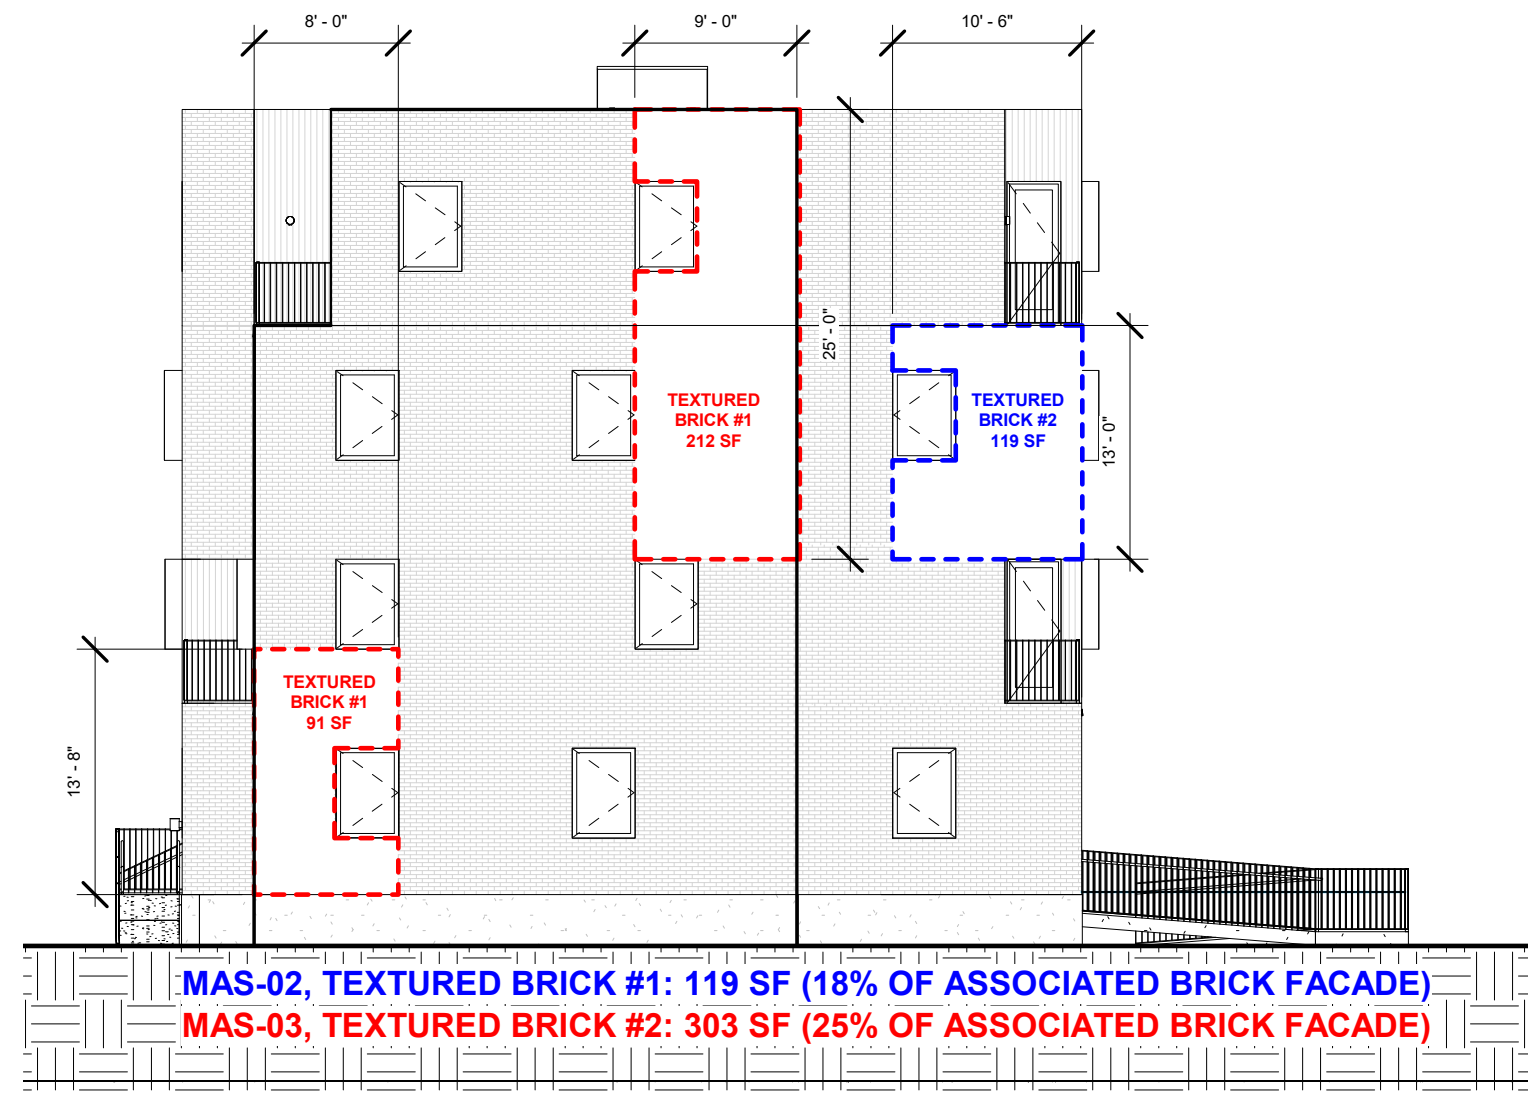 8' - 0"
9' - 0"
10' - 6"
25' - 0"
TEXTURED
BRICK #1
212 SF
TEXTURED
BRICK #2
119 SF
13' - 0"
TEXTURED
BRICK #1
91 SF
13' - 8"
MAS-02, TEXTURED BRICK #1: 119 SF (18% OF ASSOCIATED BRICK FACADE)
MAS-03, TEXTURED BRICK #2: 303 SF (25% OF ASSOCIATED BRICK FACADE)